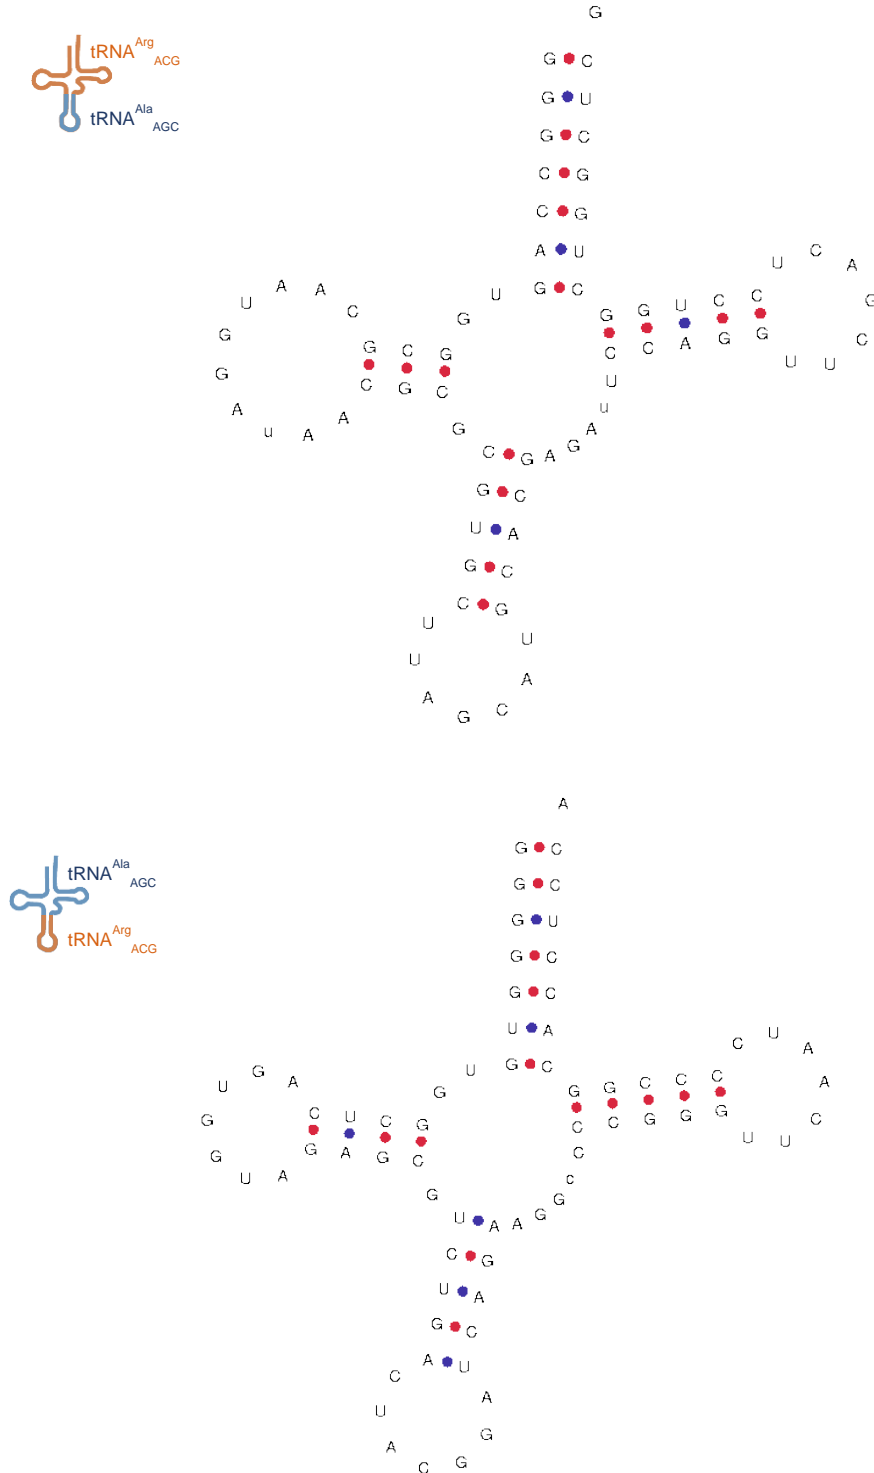 tRNA Arg ACG
tRNA Ala AGC
G
G C
G U
G C
C G
C G
A U
G C
U
G
U C A G C U U
G G U C C
C C A G G
U A A C
G
G
A
u A A
G C G
C G C
U
u
A
G
A
G
C G
G C
U A
G C
C G
U U
U A
A G C
tRNA Ala AGC
tRNA Arg ACG
A
G C
G C
G U
G C
G C
U A
G C
U
G
C U A A C U U
G G C C C
C C G G G
U G A
G
G
U A
C U C G
G A G C
C
c
G
G
A
G
U A
C G
U A
G C
A U
C A
U G
A C G